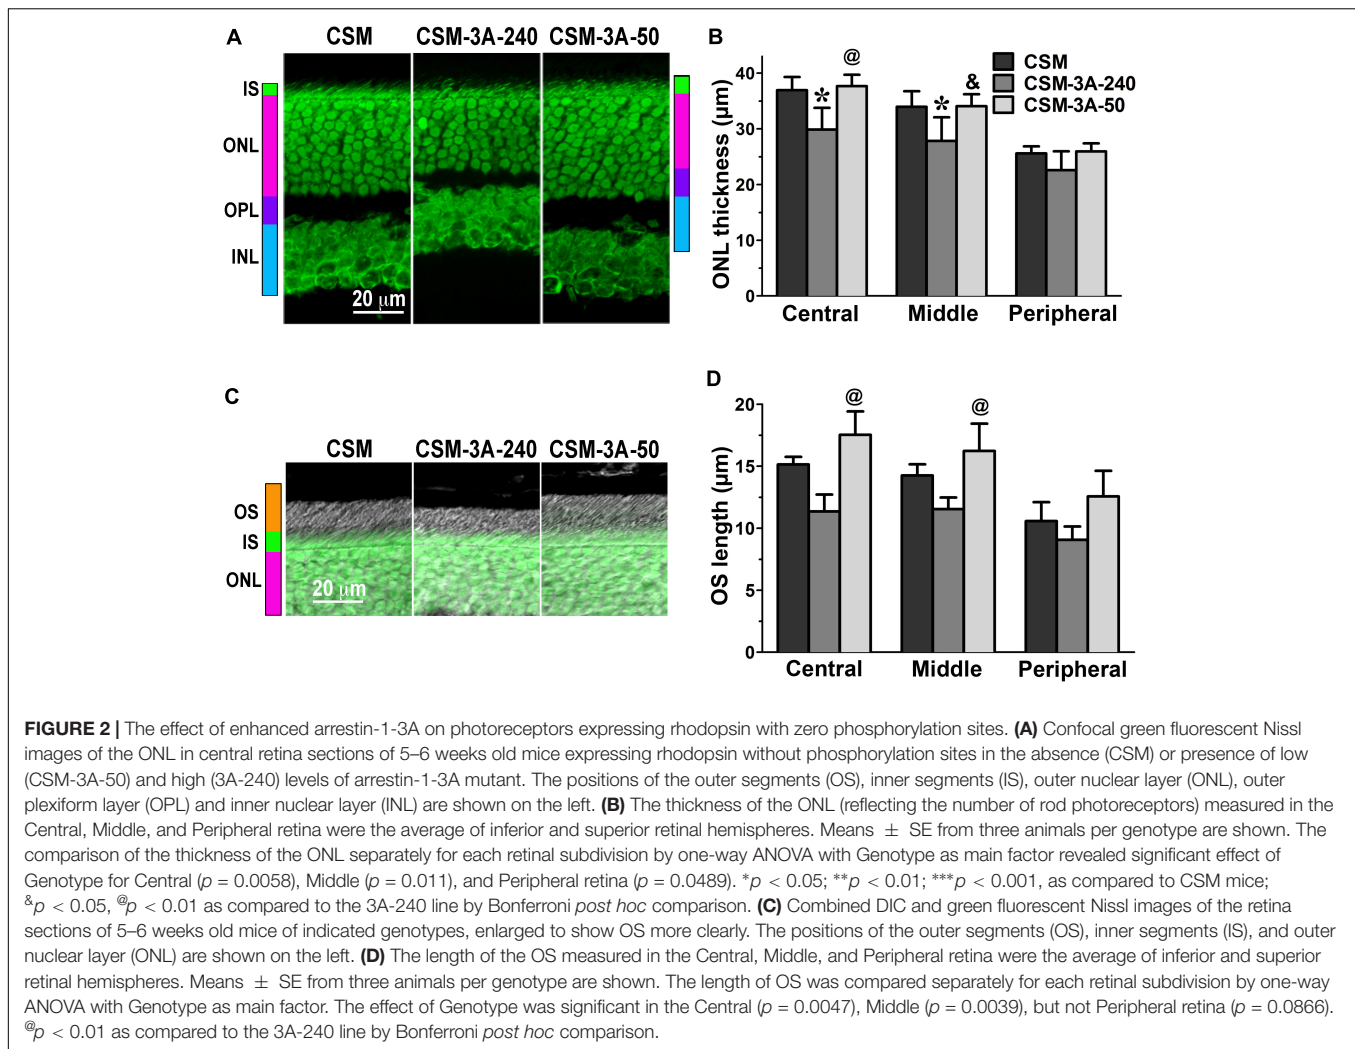 A
CSM CSM-3A-240 CSM-3A-50
IS
ONL
OPL
INL
20 µm
B
ONL thickness (µm)
40
30
20
10
0
@
*
*
&
CSM
CSM-3A-240
CSM-3A-50
Central Middle Peripheral
C
CSM CSM-3A-240 CSM-3A-50
OS
IS
ONL
20 µm
D
OS length (µm)
20
15
10
5
0
@
@
Central Middle Peripheral
FIGURE 2 | The effect of enhanced arrestin-1-3A on photoreceptors expressing rhodopsin with zero phosphorylation sites. (A) Confocal green fluorescent Nissl
images of the ONL in central retina sections of 5–6 weeks old mice expressing rhodopsin without phosphorylation sites in the absence (CSM) or presence of low
(CSM-3A-50) and high (3A-240) levels of arrestin-1-3A mutant. The positions of the outer segments (OS), inner segments (IS), outer nuclear layer (ONL), outer
plexiform layer (OPL) and inner nuclear layer (INL) are shown on the left. (B) The thickness of the ONL (reflecting the number of rod photoreceptors) measured in the
Central, Middle, and Peripheral retina were the average of inferior and superior retinal hemispheres. Means ± SE from three animals per genotype are shown. The
comparison of the thickness of the ONL separately for each retinal subdivision by one-way ANOVA with Genotype as main factor revealed significant effect of
Genotype for Central (p = 0.0058), Middle (p = 0.011), and Peripheral retina (p = 0.0489). *p < 0.05; **p < 0.01; ***p < 0.001, as compared to CSM mice;
&p < 0.05, @p < 0.01 as compared to the 3A-240 line by Bonferroni post hoc comparison. (C) Combined DIC and green fluorescent Nissl images of the retina
sections of 5–6 weeks old mice of indicated genotypes, enlarged to show OS more clearly. The positions of the outer segments (OS), inner segments (IS), and outer
nuclear layer (ONL) are shown on the left. (D) The length of the OS measured in the Central, Middle, and Peripheral retina were the average of inferior and superior
retinal hemispheres. Means ± SE from three animals per genotype are shown. The length of OS was compared separately for each retinal subdivision by one-way
ANOVA with Genotype as main factor. The effect of Genotype was significant in the Central (p = 0.0047), Middle (p = 0.0039), but not Peripheral retina (p = 0.0866).
@p < 0.01 as compared to the 3A-240 line by Bonferroni post hoc comparison.